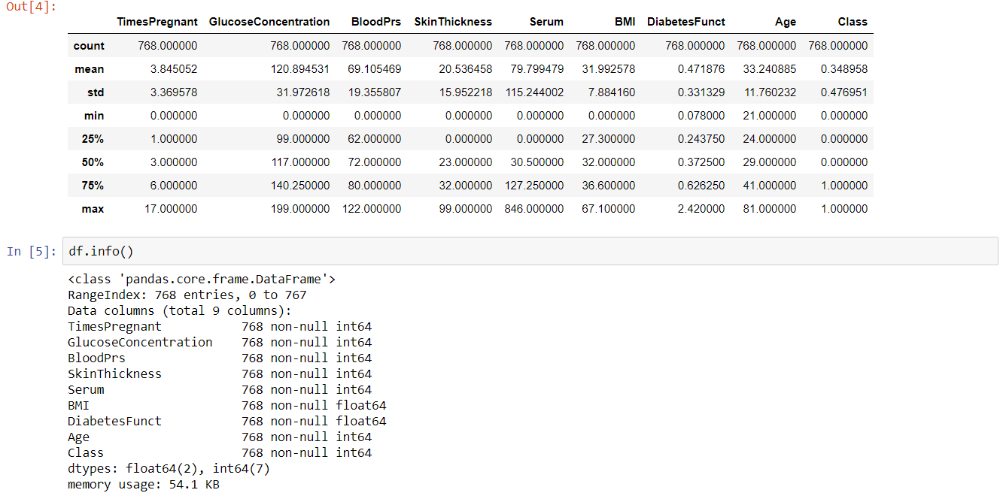 Out[4]:
TimesPregnant GlucoseConcentration BloodPrs SkinThickness Serum BMI DiabetesFunct Age Class
count 768.000000 768.000000 768.000000 768.000000 768.000000 768.000000 768.000000 768.000000 768.000000
mean 3.845052 120.894531 69.105469 20.536458 79.799479 31.992578 0.471876 33.240885 0.348958
std 3.369578 31.972618 19.355807 15.952218 115.244002 7.884160 0.331329 11.760232 0.476951
min 0.000000 0.000000 0.000000 0.000000 0.000000 0.000000 0.078000 21.000000 0.000000
25% 1.000000 99.000000 62.000000 0.000000 0.000000 27.300000 0.243750 24.000000 0.000000
50% 3.000000 117.000000 72.000000 23.000000 30.500000 32.000000 0.372500 29.000000 0.000000
75% 6.000000 140.250000 80.000000 32.000000 127.250000 36.600000 0.626250 41.000000 1.000000
max 17.000000 199.000000 122.000000 99.000000 846.000000 67.100000 2.420000 81.000000 1.000000
In [5]: df.info()
<class 'pandas.core.frame.DataFrame'>
RangeIndex: 768 entries, 0 to 767
Data columns (total 9 columns):
TimesPregnant 768 non-null int64
GlucoseConcentration 768 non-null int64
BloodPrs 768 non-null int64
SkinThickness 768 non-null int64
Serum 768 non-null int64
BMI 768 non-null float64
DiabetesFunct 768 non-null float64
Age 768 non-null int64
Class 768 non-null int64
dtypes: float64(2), int64(7)
memory usage: 54.1 KB